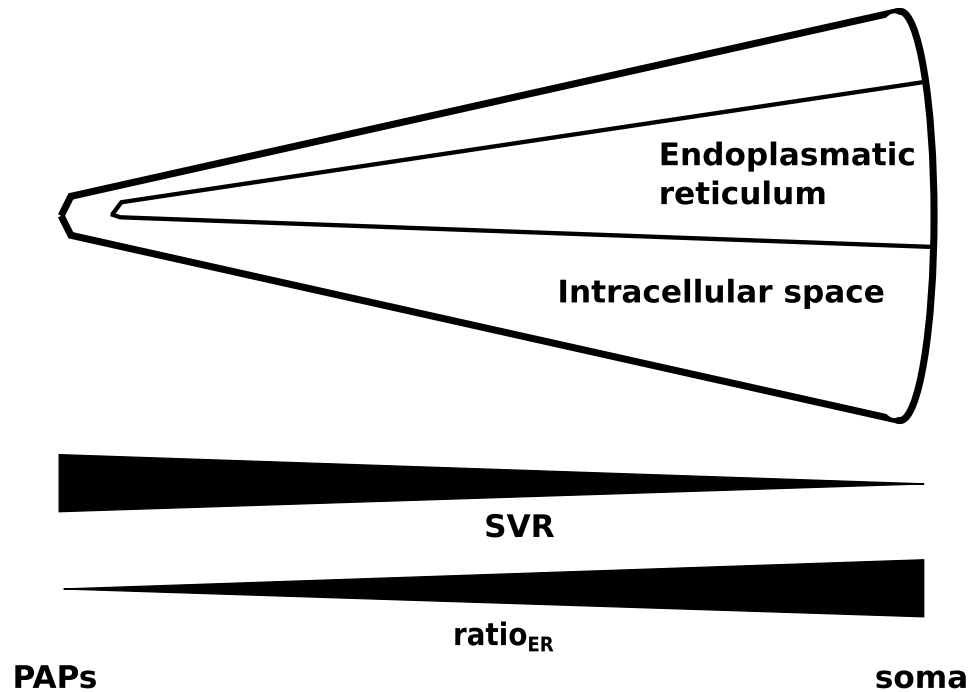 Endoplasmatic
reticulum
Intracellular space
SVR
ratioER
PAPs
soma